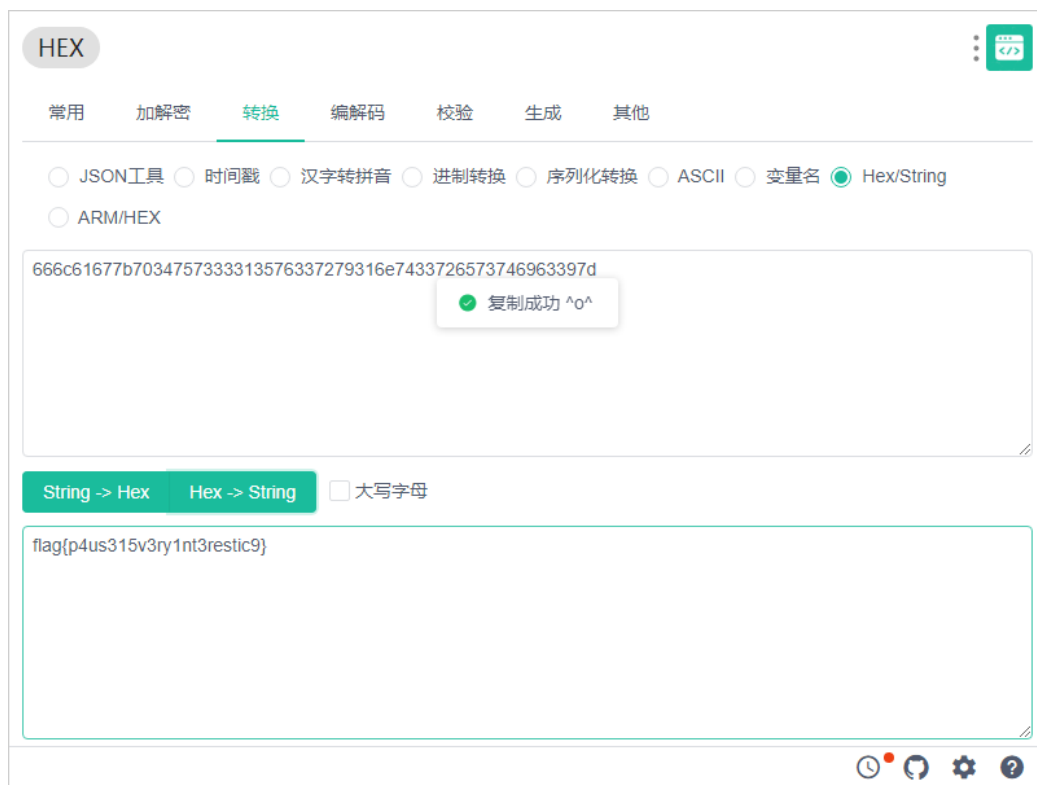 HEX
常用 加解密 转换 编解码 校验 生成 其他
JSON工具 时间戳 汉字转拼音 进制转换 序列化转换 ASCII 变量名 Hex/String
ARM/HEX
666c61677b7034757333313576337279316e74337265737469633​97d
复制成功 ^o^
String -> Hex Hex -> String 大写字母
flag{p4us315v3ry1nt3restic9}